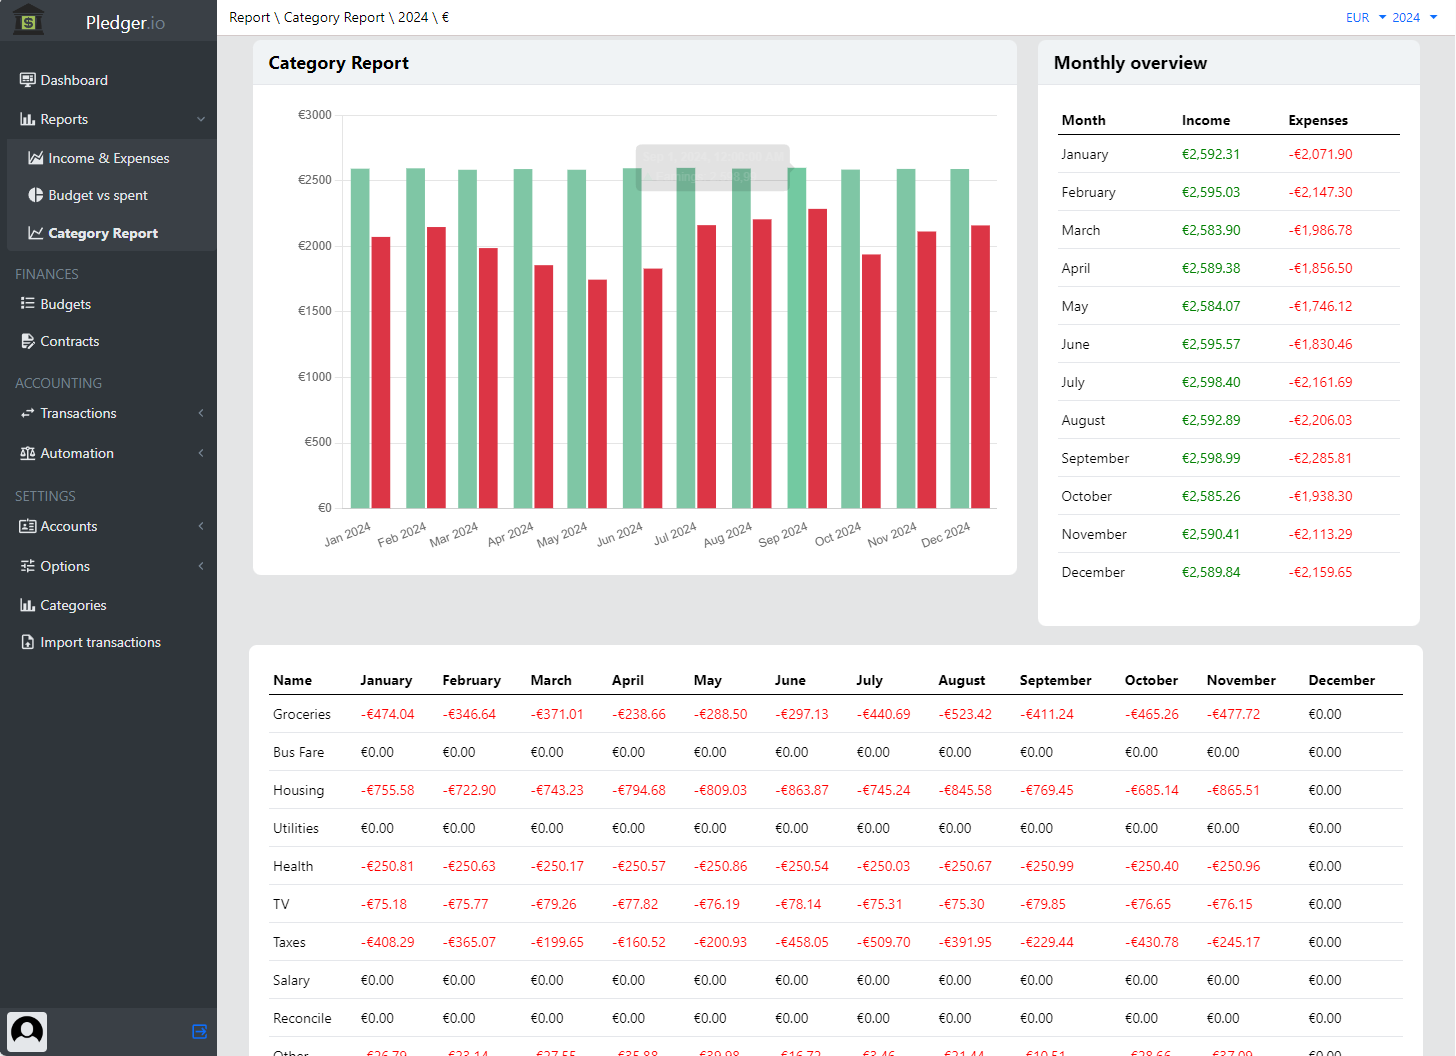 Pledger.io
Report \ Category Report \ 2024 \ €
EUR 2024
Dashboard
Reports
Income & Expenses
Budget vs spent
Category Report
FINANCES
Budgets
Contracts
ACCOUNTING
Transactions
Automation
SETTINGS
Accounts
Options
Categories
Import transactions
Category Report
€3000
€2500
€2000
€1500
€1000
€500
€0
Jan 2024 Feb 2024 Mar 2024 Apr 2024 May 2024 Jun 2024 Jul 2024 Aug 2024 Sep 2024 Oct 2024 Nov 2024 Dec 2024
Monthly overview
Month Income Expenses
January €2,592.31 -€2,071.90
February €2,595.03 -€2,147.30
March €2,583.90 -€1,986.78
April €2,589.38 -€1,856.50
May €2,584.07 -€1,746.12
June €2,595.57 -€1,830.46
July €2,598.40 -€2,161.69
August €2,592.89 -€2,206.03
September €2,598.99 -€2,285.81
October €2,585.26 -€1,938.30
November €2,590.41 -€2,113.29
December €2,589.84 -€2,159.65
Name January February March April May June July August September October November December
Groceries -€474.04 -€346.64 -€371.01 -€238.66 -€288.50 -€297.13 -€440.69 -€523.42 -€411.24 -€465.26 -€477.72 €0.00
Bus Fare €0.00 €0.00 €0.00 €0.00 €0.00 €0.00 €0.00 €0.00 €0.00 €0.00 €0.00 €0.00
Housing -€755.58 -€722.90 -€743.23 -€794.68 -€809.03 -€863.87 -€745.24 -€845.58 -€769.45 -€685.14 -€865.51 €0.00
Utilities €0.00 €0.00 €0.00 €0.00 €0.00 €0.00 €0.00 €0.00 €0.00 €0.00 €0.00 €0.00
Health -€250.81 -€250.63 -€250.17 -€250.57 -€250.86 -€250.54 -€250.03 -€250.67 -€250.99 -€250.40 -€250.96 €0.00
TV -€75.18 -€75.77 -€79.26 -€77.82 -€76.19 -€78.14 -€75.31 -€75.30 -€79.85 -€76.65 -€76.15 €0.00
Taxes -€408.29 -€365.07 -€199.65 -€160.52 -€200.93 -€458.05 -€509.70 -€391.95 -€229.44 -€430.78 -€245.17 €0.00
Salary €0.00 €0.00 €0.00 €0.00 €0.00 €0.00 €0.00 €0.00 €0.00 €0.00 €0.00 €0.00
Reconcile €0.00 €0.00 €0.00 €0.00 €0.00 €0.00 €0.00 €0.00 €0.00 €0.00 €0.00 €0.00